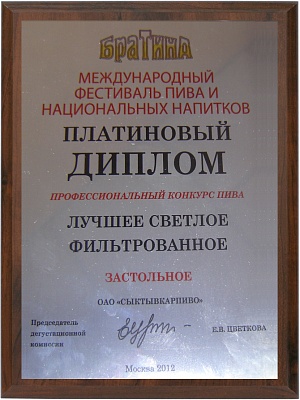 БРАТИНА
МЕЖДУНАРОДНЫЙ
ФЕСТИВАЛЬ ПИВА И
НАЦИОНАЛЬНЫХ НАПИТКОВ
ПЛАТИНОВЫЙ
ДИПЛОМ
ПРОФЕССИОНАЛЬНЫЙ КОНКУРС ПИВА
ЛУЧШЕЕ СВЕТЛОЕ
ФИЛЬТРОВАННОЕ
ЗАСТОЛЬНОЕ
ОАО «СЫКТЫВКАРПИВО»
Председатель
дегустационной
комиссии
Е.В. ЦВЕТКОВА
Москва 2012